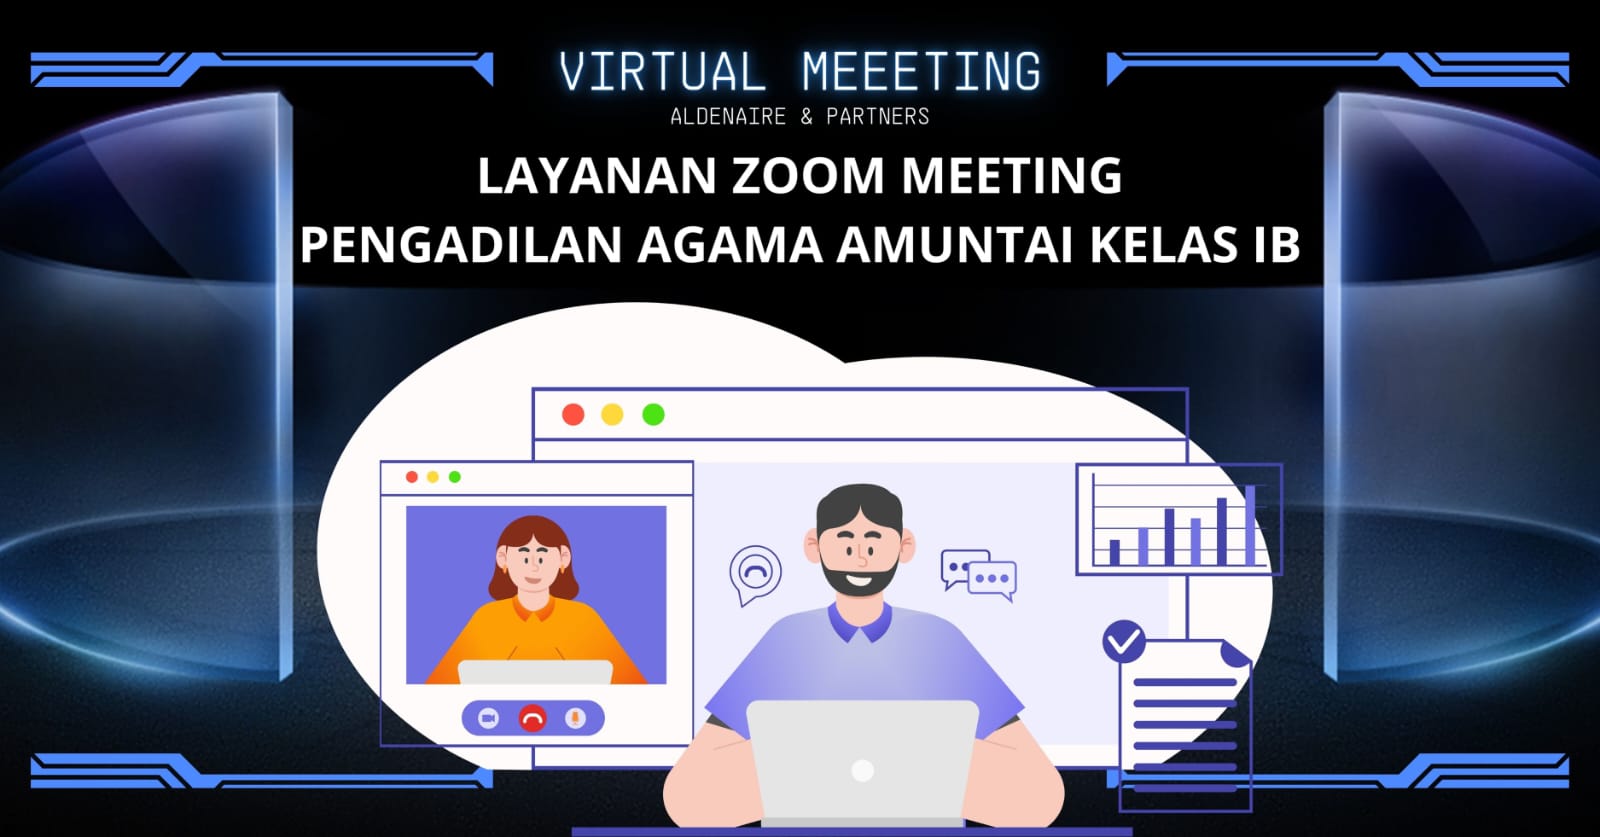 VIRTUAL MEEETING
ALDENAIRE & PARTNERS
LAYANAN ZOOM MEETING
PENGADILAN AGAMA AMUNTAI KELAS IB